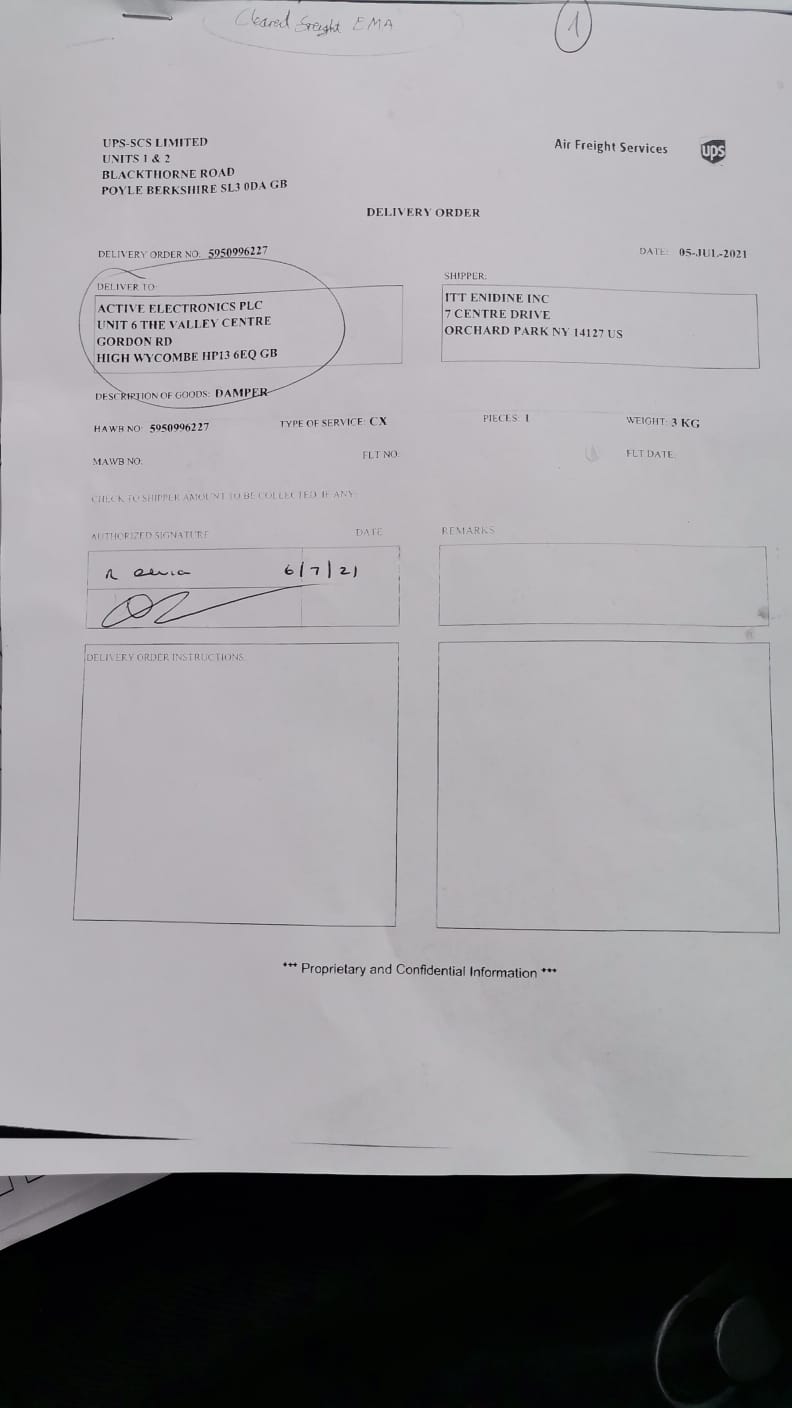 Cleared freight EMA
1
UPS-SCS LIMITED
UNITS 1 & 2
BLACKTHORNE ROAD
POYLE BERKSHIRE SL3 0DA GB
Air Freight Services
ups
DELIVERY ORDER
DELIVERY ORDER NO: 5950996227
DATE: 05-JUL-2021
DELIVER TO:
ACTIVE ELECTRONICS PLC
UNIT 6 THE VALLEY CENTRE
GORDON RD
HIGH WYCOMBE HP13 6EQ GB
SHIPPER:
ITT ENIDINE INC
7 CENTRE DRIVE
ORCHARD PARK NY 14127 US
DESCRIPTION OF GOODS: DAMPER
HAWB NO: 5950996227 TYPE OF SERVICE: CX PIECES: 1 WEIGHT: 3 KG
MAWB NO: FLT NO: FLT DATE:
CHECK TO SHIPPER AMOUNT TO BE COLLECTED IF ANY:
AUTHORIZED SIGNATURE DATE REMARKS
6/7/21
DELIVERY ORDER INSTRUCTIONS:
*** Proprietary and Confidential Information ***